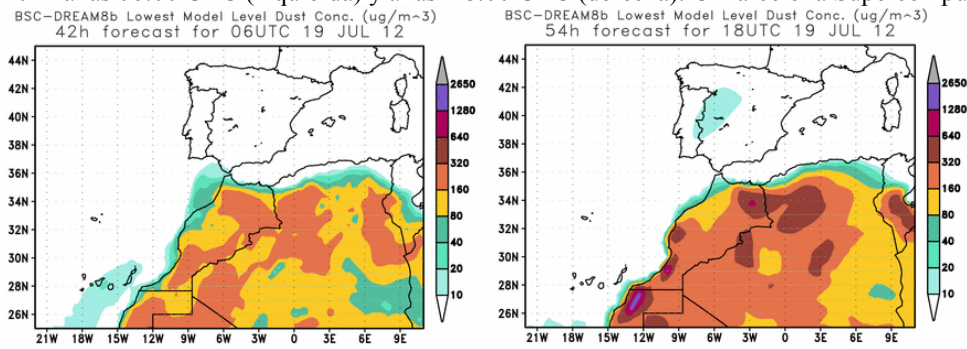 BSC-DREAM8b Lowest Model Level Dust Conc. (ug/m^3)
42h forecast for 06UTC 19 JUL 12
44N
42N
40N
38N
36N
34N
32N
30N
28N
26N
21W 18W 15W 12W 9W 6W 3W 0 3E 6E 9E
2650
1280
640
320
160
80
40
20
10
BSC-DREAM8b Lowest Model Level Dust Conc. (ug/m^3)
54h forecast for 18UTC 19 JUL 12
44N
42N
40N
38N
36N
34N
32N
30N
28N
26N
21W 18W 15W 12W 9W 6W 3W 0 3E 6E 9E
2650
1280
640
320
160
80
40
20
10